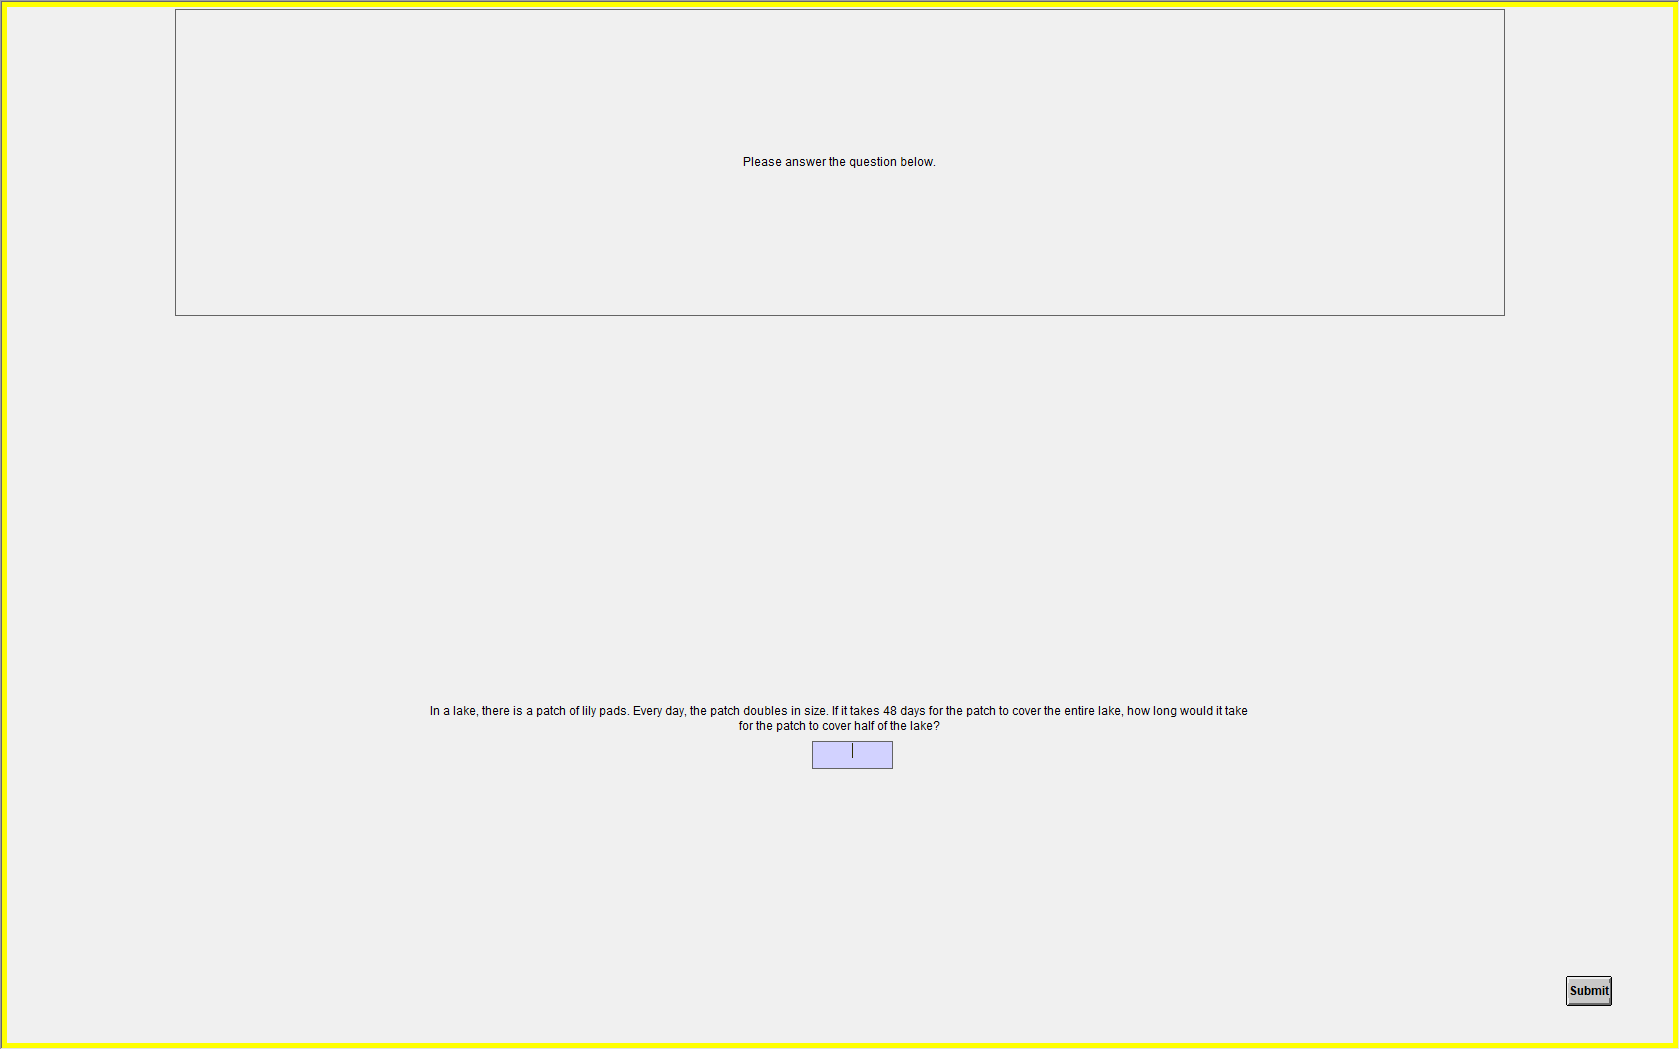 Please answer the question below.
In a lake, there is a patch of lily pads. Every day, the patch doubles in size. If it takes 48 days for the patch to cover the entire lake, how long would it take
for the patch to cover half of the lake?
Submit